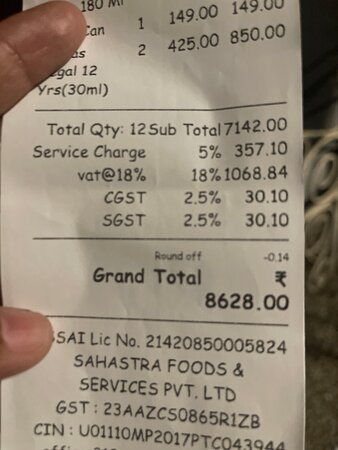 180 Ml
Can 1 149.00 149.00
2 425.00 850.00
12
Yrs(30ml)
Total Qty: 12 Sub Total 7142.00
Service Charge 5% 357.10
vat@18% 18% 1068.84
CGST 2.5% 30.10
SGST 2.5% 30.10
Round off -0.14
Grand Total ₹
8628.00
SSAI Lic No. 21420850005824
SAHASTRA FOODS &
SERVICES PVT. LTD
GST : 23AAZCS0865R1ZB
CIN : U01110MP2017PTC043944